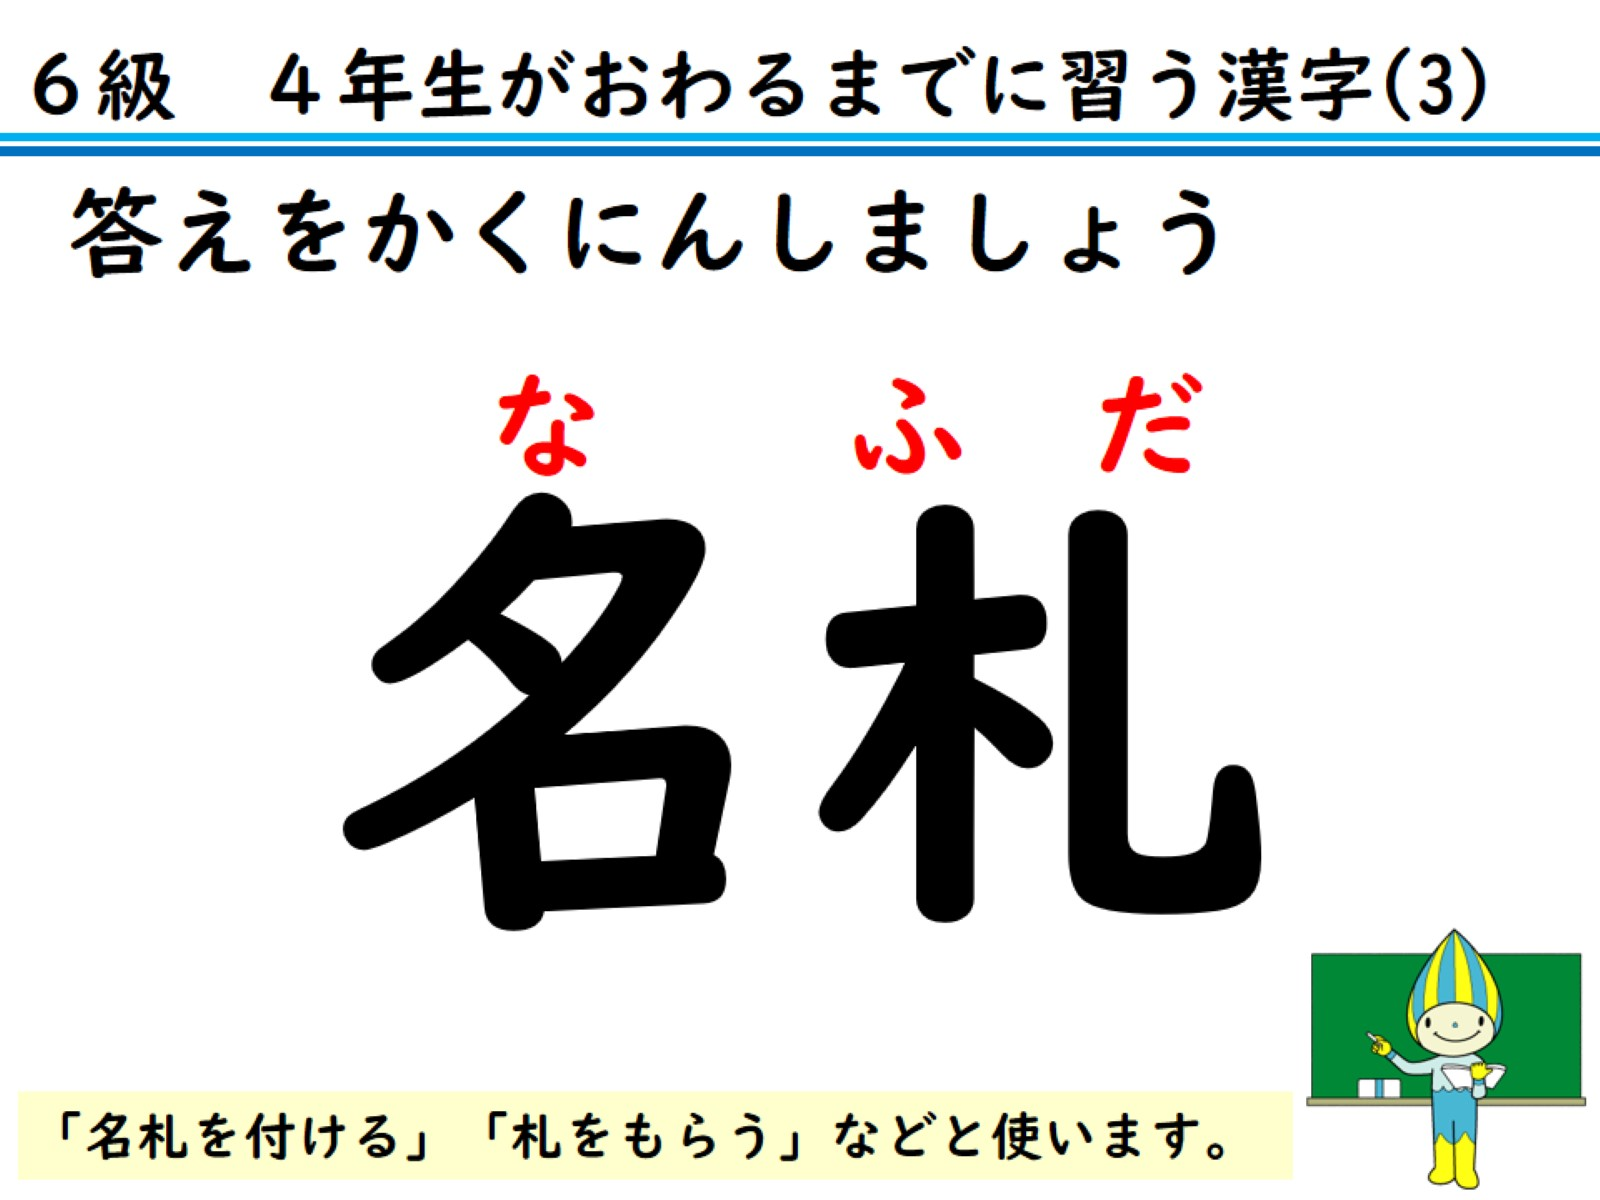 ６級　４年生がおわるまでに習う漢字(3)
答えをかくにんしましょう
な　ふだ
名札
「名札を付ける」「札をもらう」などと使います。